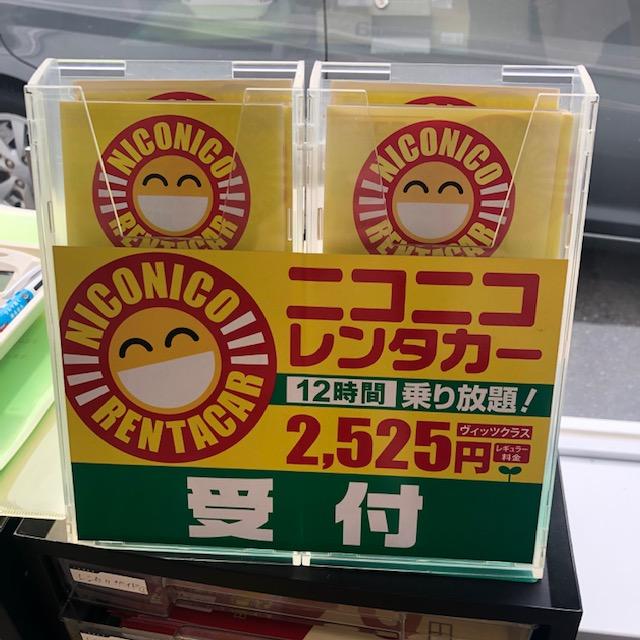 NICONICO
RENTACAR
NICONICO
RENTACAR
NICONICO
RENTACAR
ニコニコ
レンタカー
12時間 乗り放題!
2,525円
ヴィッツクラス
レギュラー
料金
受付